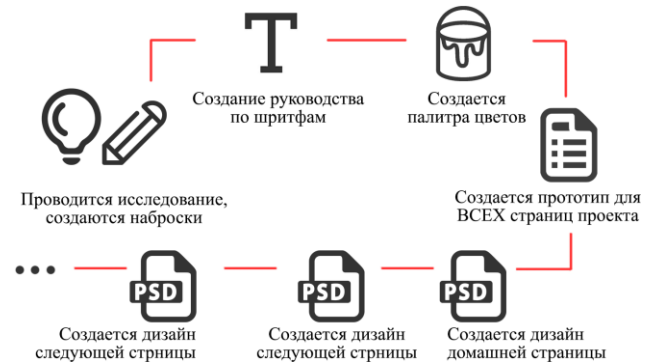 T
Создание руководства
по шритфам
Создается
палитра цветов
Проводится исследование,
создаются наброски
Создается прототип для
ВСЕХ страниц проекта
...
PSD
PSD
PSD
Создается дизайн
следующей стрницы
Создается дизайн
следующей стрницы
Создается дизайн
домашней страницы